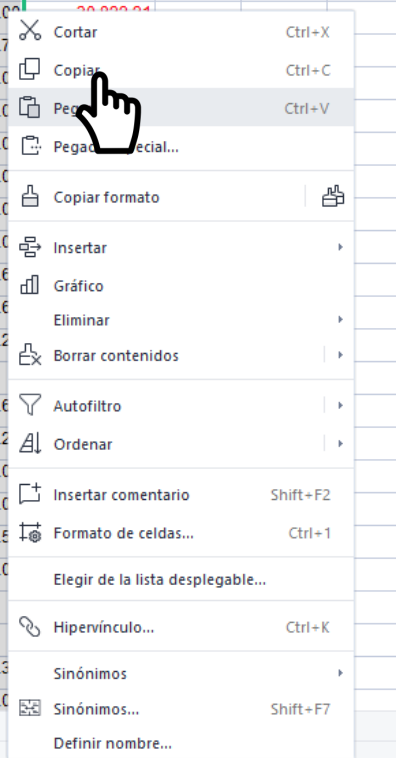 Cortar Ctrl+X
Copiar Ctrl+C
Ctrl+V
Copiar formato
Insertar
Gráfico
Eliminar
Borrar contenidos
Autofiltro
Ordenar
Insertar comentario Shift+F2
Formato de celdas... Ctrl+1
Elegir de la lista desplegable...
Hipervínculo... Ctrl+K
Sinónimos
Sinónimos... Shift+F7
Definir nombre...